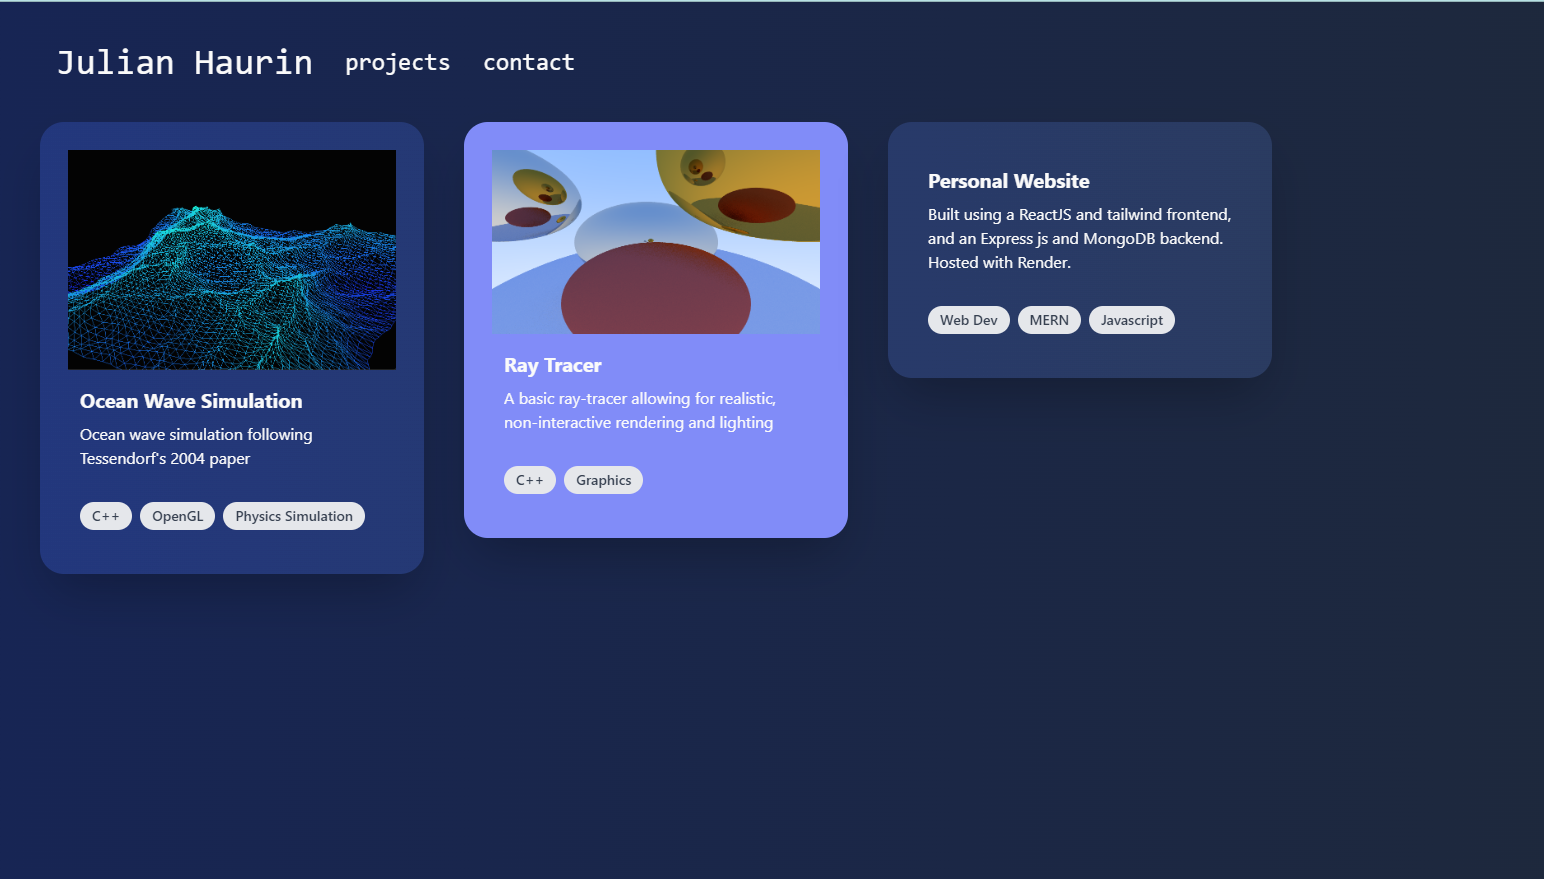 Julian Haurin projects contact
Ocean Wave Simulation
Ocean wave simulation following
Tessendorf's 2004 paper
C++ OpenGL Physics Simulation
Ray Tracer
A basic ray-tracer allowing for realistic,
non-interactive rendering and lighting
C++ Graphics
Personal Website
Built using a ReactJS and tailwind frontend,
and an Express js and MongoDB backend.
Hosted with Render.
Web Dev MERN Javascript